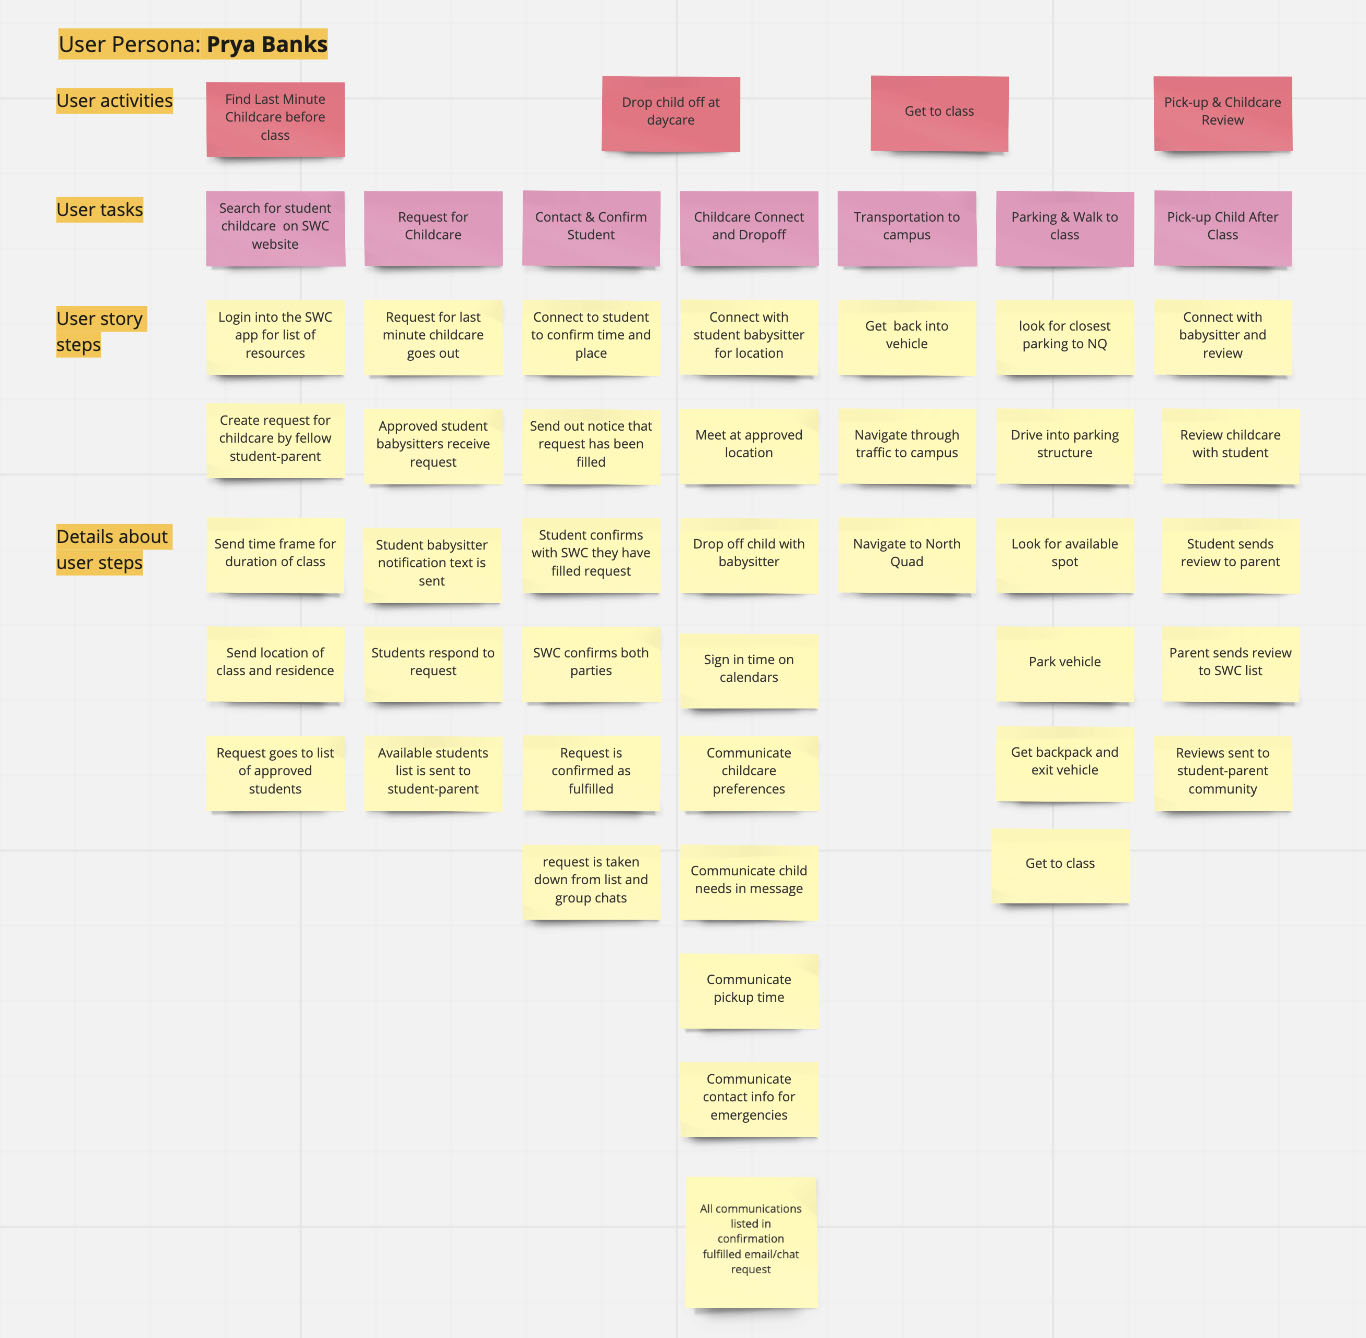 User Persona: Prya Banks
User activities
Find Last Minute
Childcare before
class
Drop child off at
daycare
Get to class
Pick-up & Childcare
Review
User tasks
Search for student
childcare on SWC
website
Request for
Childcare
Contact & Confirm
Student
Childcare Connect
and Dropoff
Transportation to
campus
Parking & Walk to
class
Pick-up Child After
Class
User story
steps
Login into the SWC
app for list of
resources
Request for last
minute childcare
goes out
Connect to student
to confirm time and
place
Connect with
student babysitter
for location
Get back into
vehicle
look for closest
parking to NQ
Connect with
babysitter and
review
Create request for
childcare by fellow
student-parent
Approved student
babysitters receive
request
Send out notice that
request has been
filled
Meet at approved
location
Navigate through
traffic to campus
Drive into parking
structure
Review childcare
with student
Details about
user steps
Send time frame for
duration of class
Student babysitter
notification text is
sent
Student confirms
with SWC they have
filled request
Drop off child with
babysitter
Navigate to North
Quad
Look for available
spot
Student sends
review to parent
Send location of
class and residence
Students respond to
request
SWC confirms both
parties
Sign in time on
calendars
Park vehicle
Parent sends review
to SWC list
Request goes to list
of approved
students
Available students
list is sent to
student-parent
Request is
confirmed as
fulfilled
Communicate
childcare
preferences
Get backpack and
exit vehicle
Reviews sent to
student-parent
community
request is taken
down from list and
group chats
Communicate child
needs in message
Get to class
Communicate
pickup time
Communicate
contact info for
emergencies
All communications
listed in
confirmation
fulfilled email/chat
request